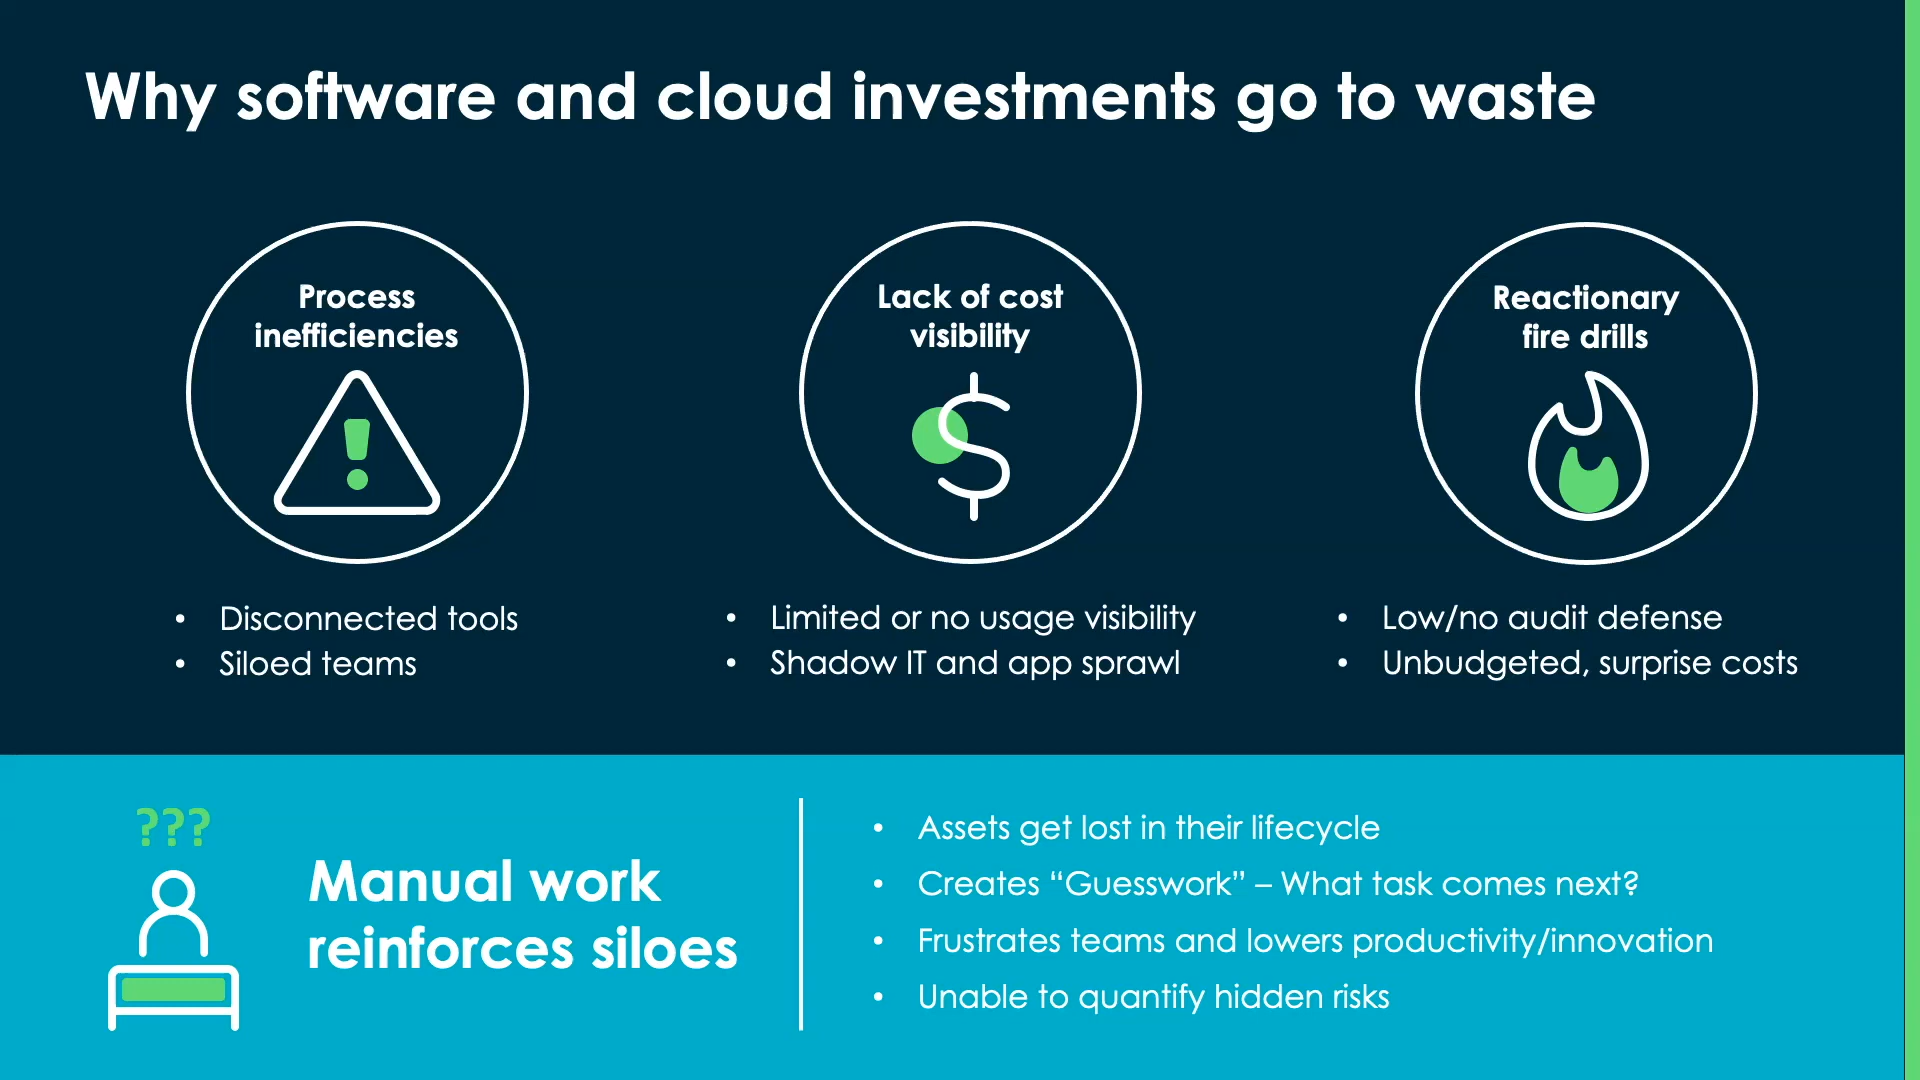 Why software and cloud investments go to waste
Process
inefficiencies
• Disconnected tools
• Siloed teams
Lack of cost
visibility
• Limited or no usage visibility
• Shadow IT and app sprawl
Reactionary
fire drills
• Low/no audit defense
• Unbudgeted, surprise costs
???
Manual work
reinforces siloes
• Assets get lost in their lifecycle
• Creates “Guesswork” – What task comes next?
• Frustrates teams and lowers productivity/innovation
• Unable to quantify hidden risks